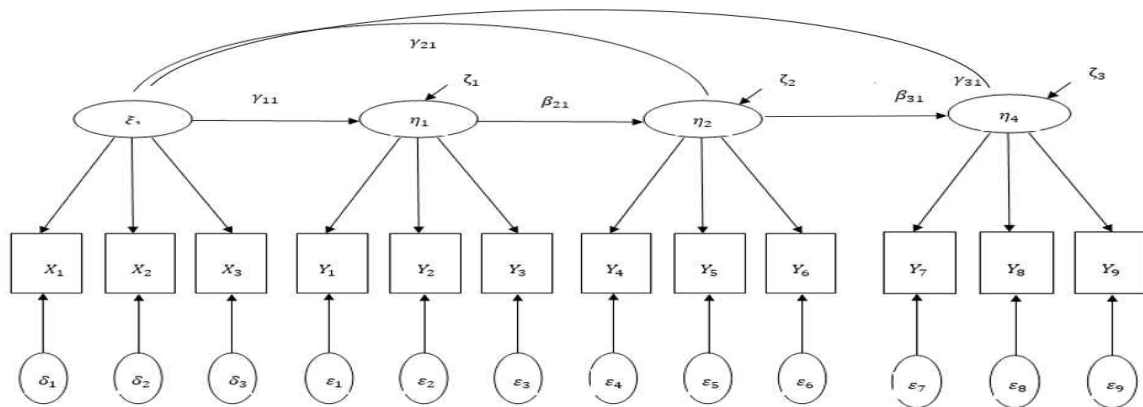 γ₂₁
γ₁₁ ζ₁ β₂₁ ζ₂ β₃₁ γ₃₁ ζ₃
η₁ η₂ η₄
X₁ X₂ X₃ Y₁ Y₂ Y₃ Y₄ Y₅ Y₆ Y₇ Y₈ Y₉
δ₁ δ₂ δ₃ ε₁ ε₂ ε₃ ε₄ ε₅ ε₆ ε₇ ε₈ ε₉